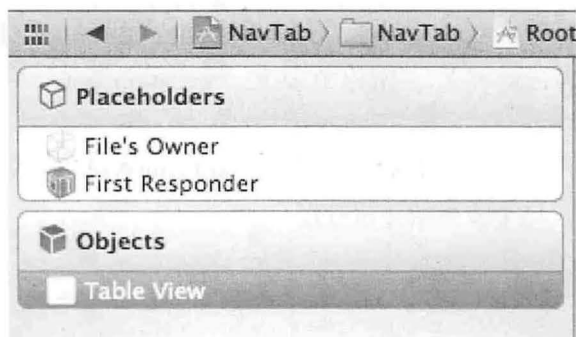 NavTab NavTab Root
Placeholders
File's Owner
First Responder
Objects
Table View